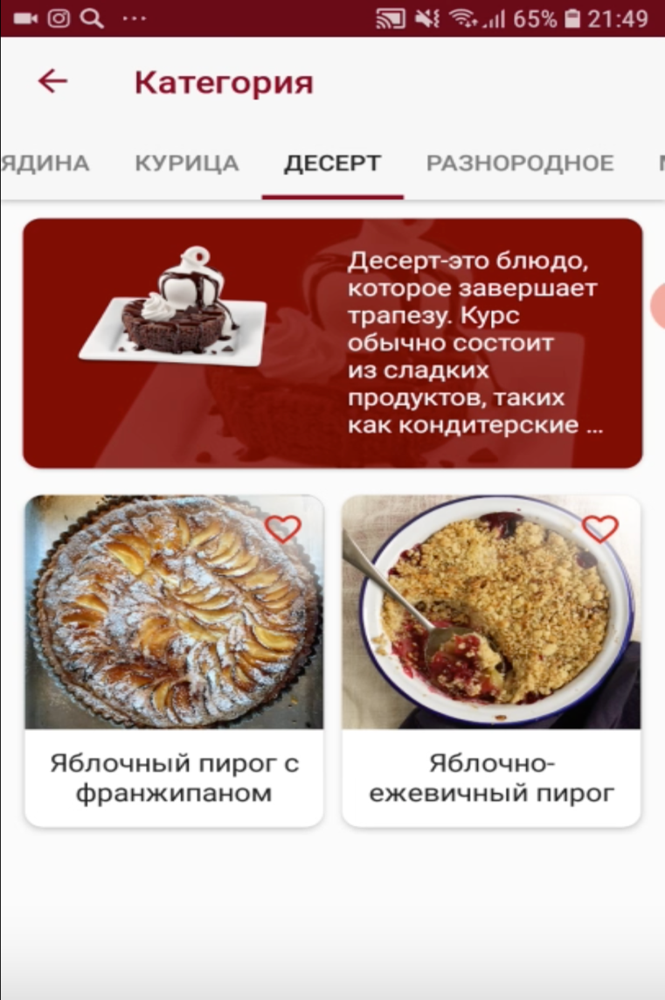 65% 21:49
Категория
ЯДИНА КУРИЦА ДЕСЕРТ РАЗНОРОДНОЕ
Десерт-это блюдо,
которое завершает
трапезу. Курс
обычно состоит
из сладких
продуктов, таких
как кондитерские ...
Яблочный пирог с
франжипаном
Яблочно-
ежевичный пирог